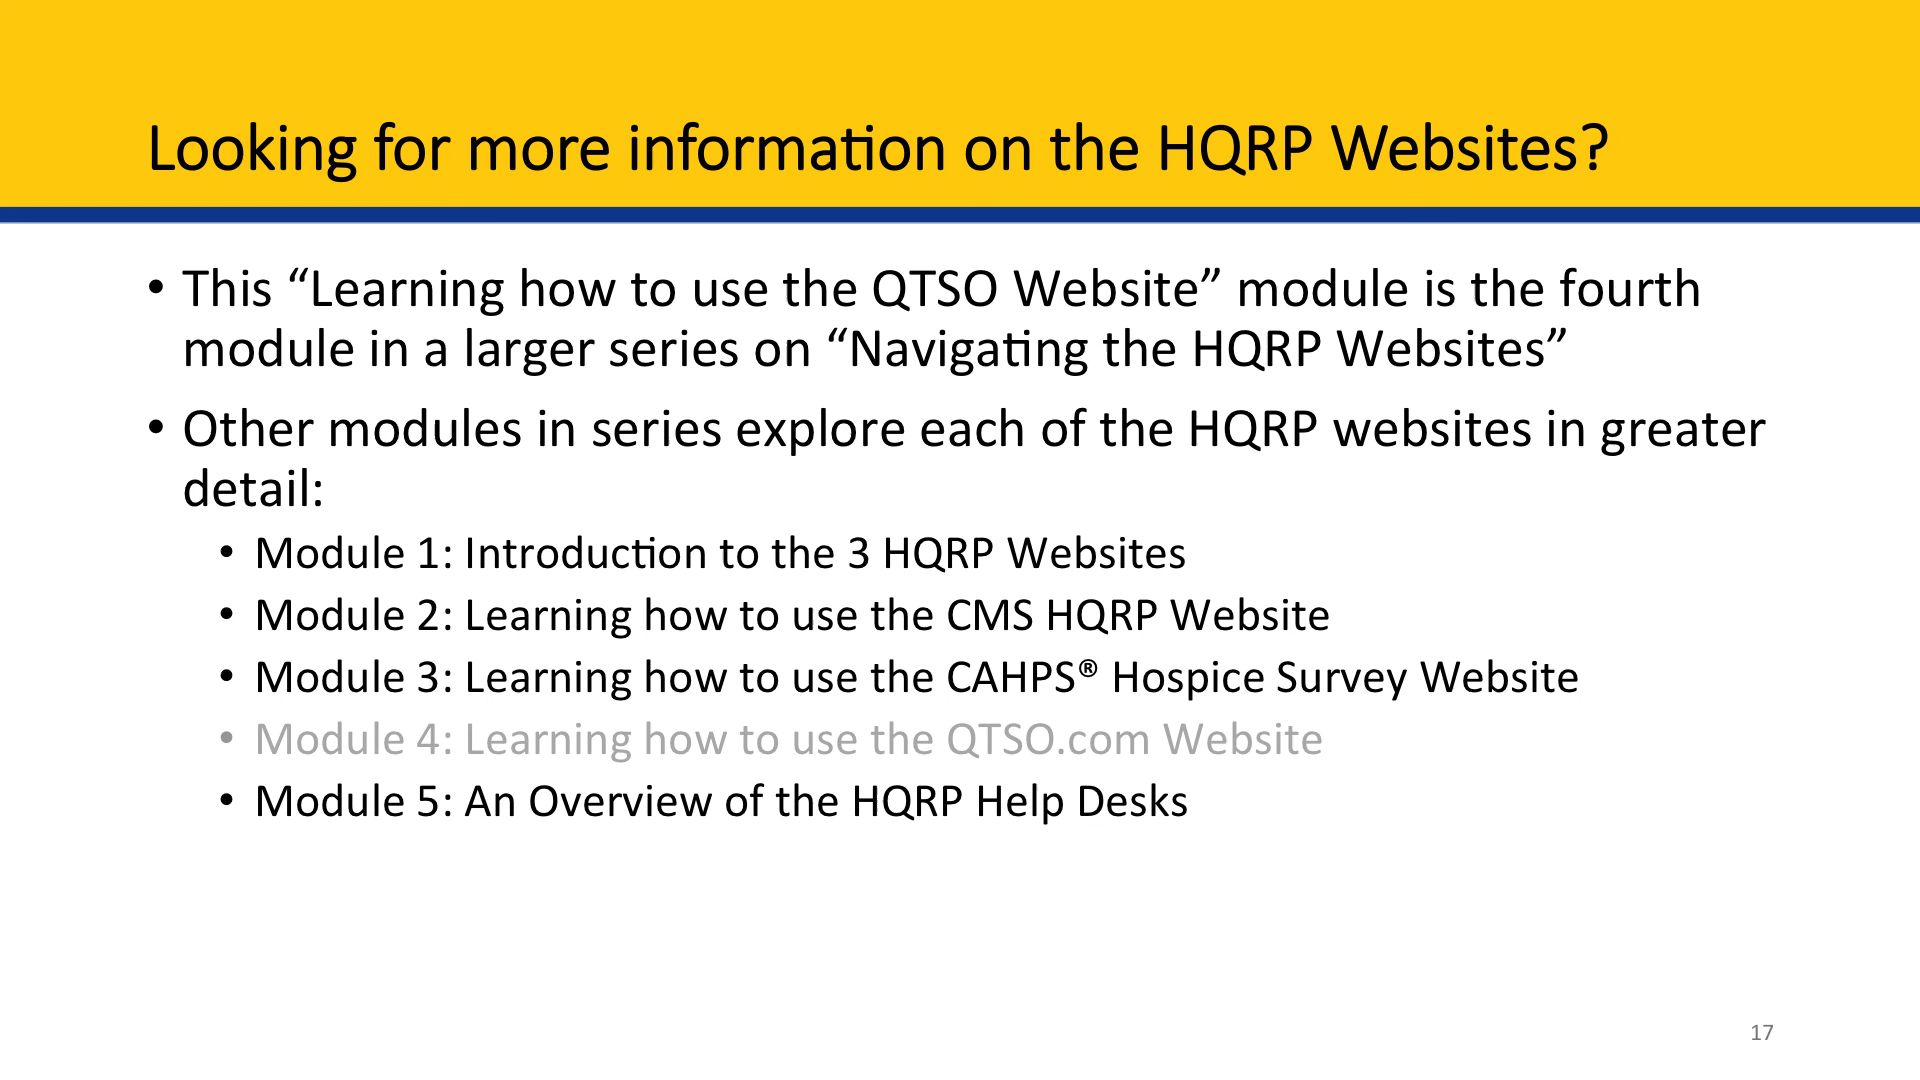 Looking for more information on the HQRP Websites?
• This “Learning how to use the QTSO Website” module is the fourth
module in a larger series on “Navigating the HQRP Websites”
• Other modules in series explore each of the HQRP websites in greater
detail:
• Module 1: Introduction to the 3 HQRP Websites
• Module 2: Learning how to use the CMS HQRP Website
• Module 3: Learning how to use the CAHPS® Hospice Survey Website
• Module 4: Learning how to use the QTSO.com Website
• Module 5: An Overview of the HQRP Help Desks
17